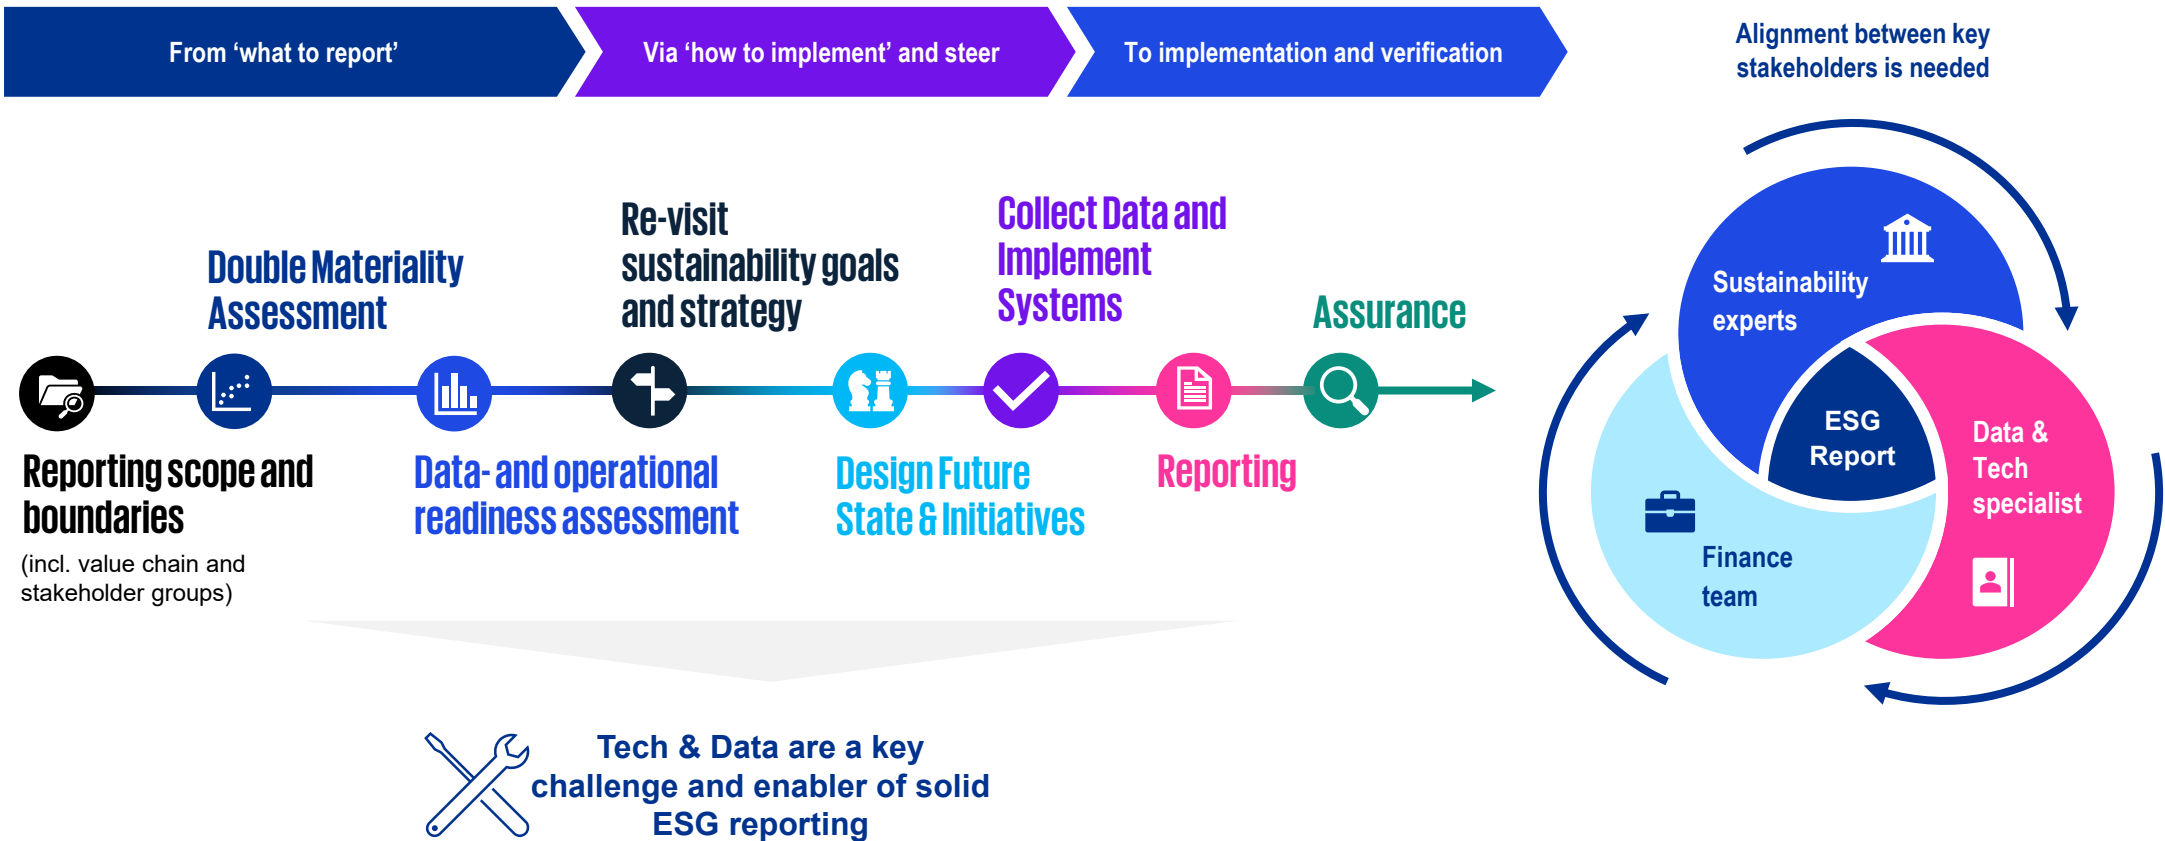 From ‘what to report’
Via ‘how to implement’ and steer
To implementation and verification
Alignment between key
stakeholders is needed
Reporting scope and
boundaries
(incl. value chain and
stakeholder groups)
Double Materiality
Assessment
Data- and operational
readiness assessment
Re-visit
sustainability goals
and strategy
Design Future
State & Initiatives
Collect Data and
Implement
Systems
Reporting
Assurance
Sustainability
experts
ESG
Report
Data &
Tech
specialist
Finance
team
Tech & Data are a key
challenge and enabler of solid
ESG reporting